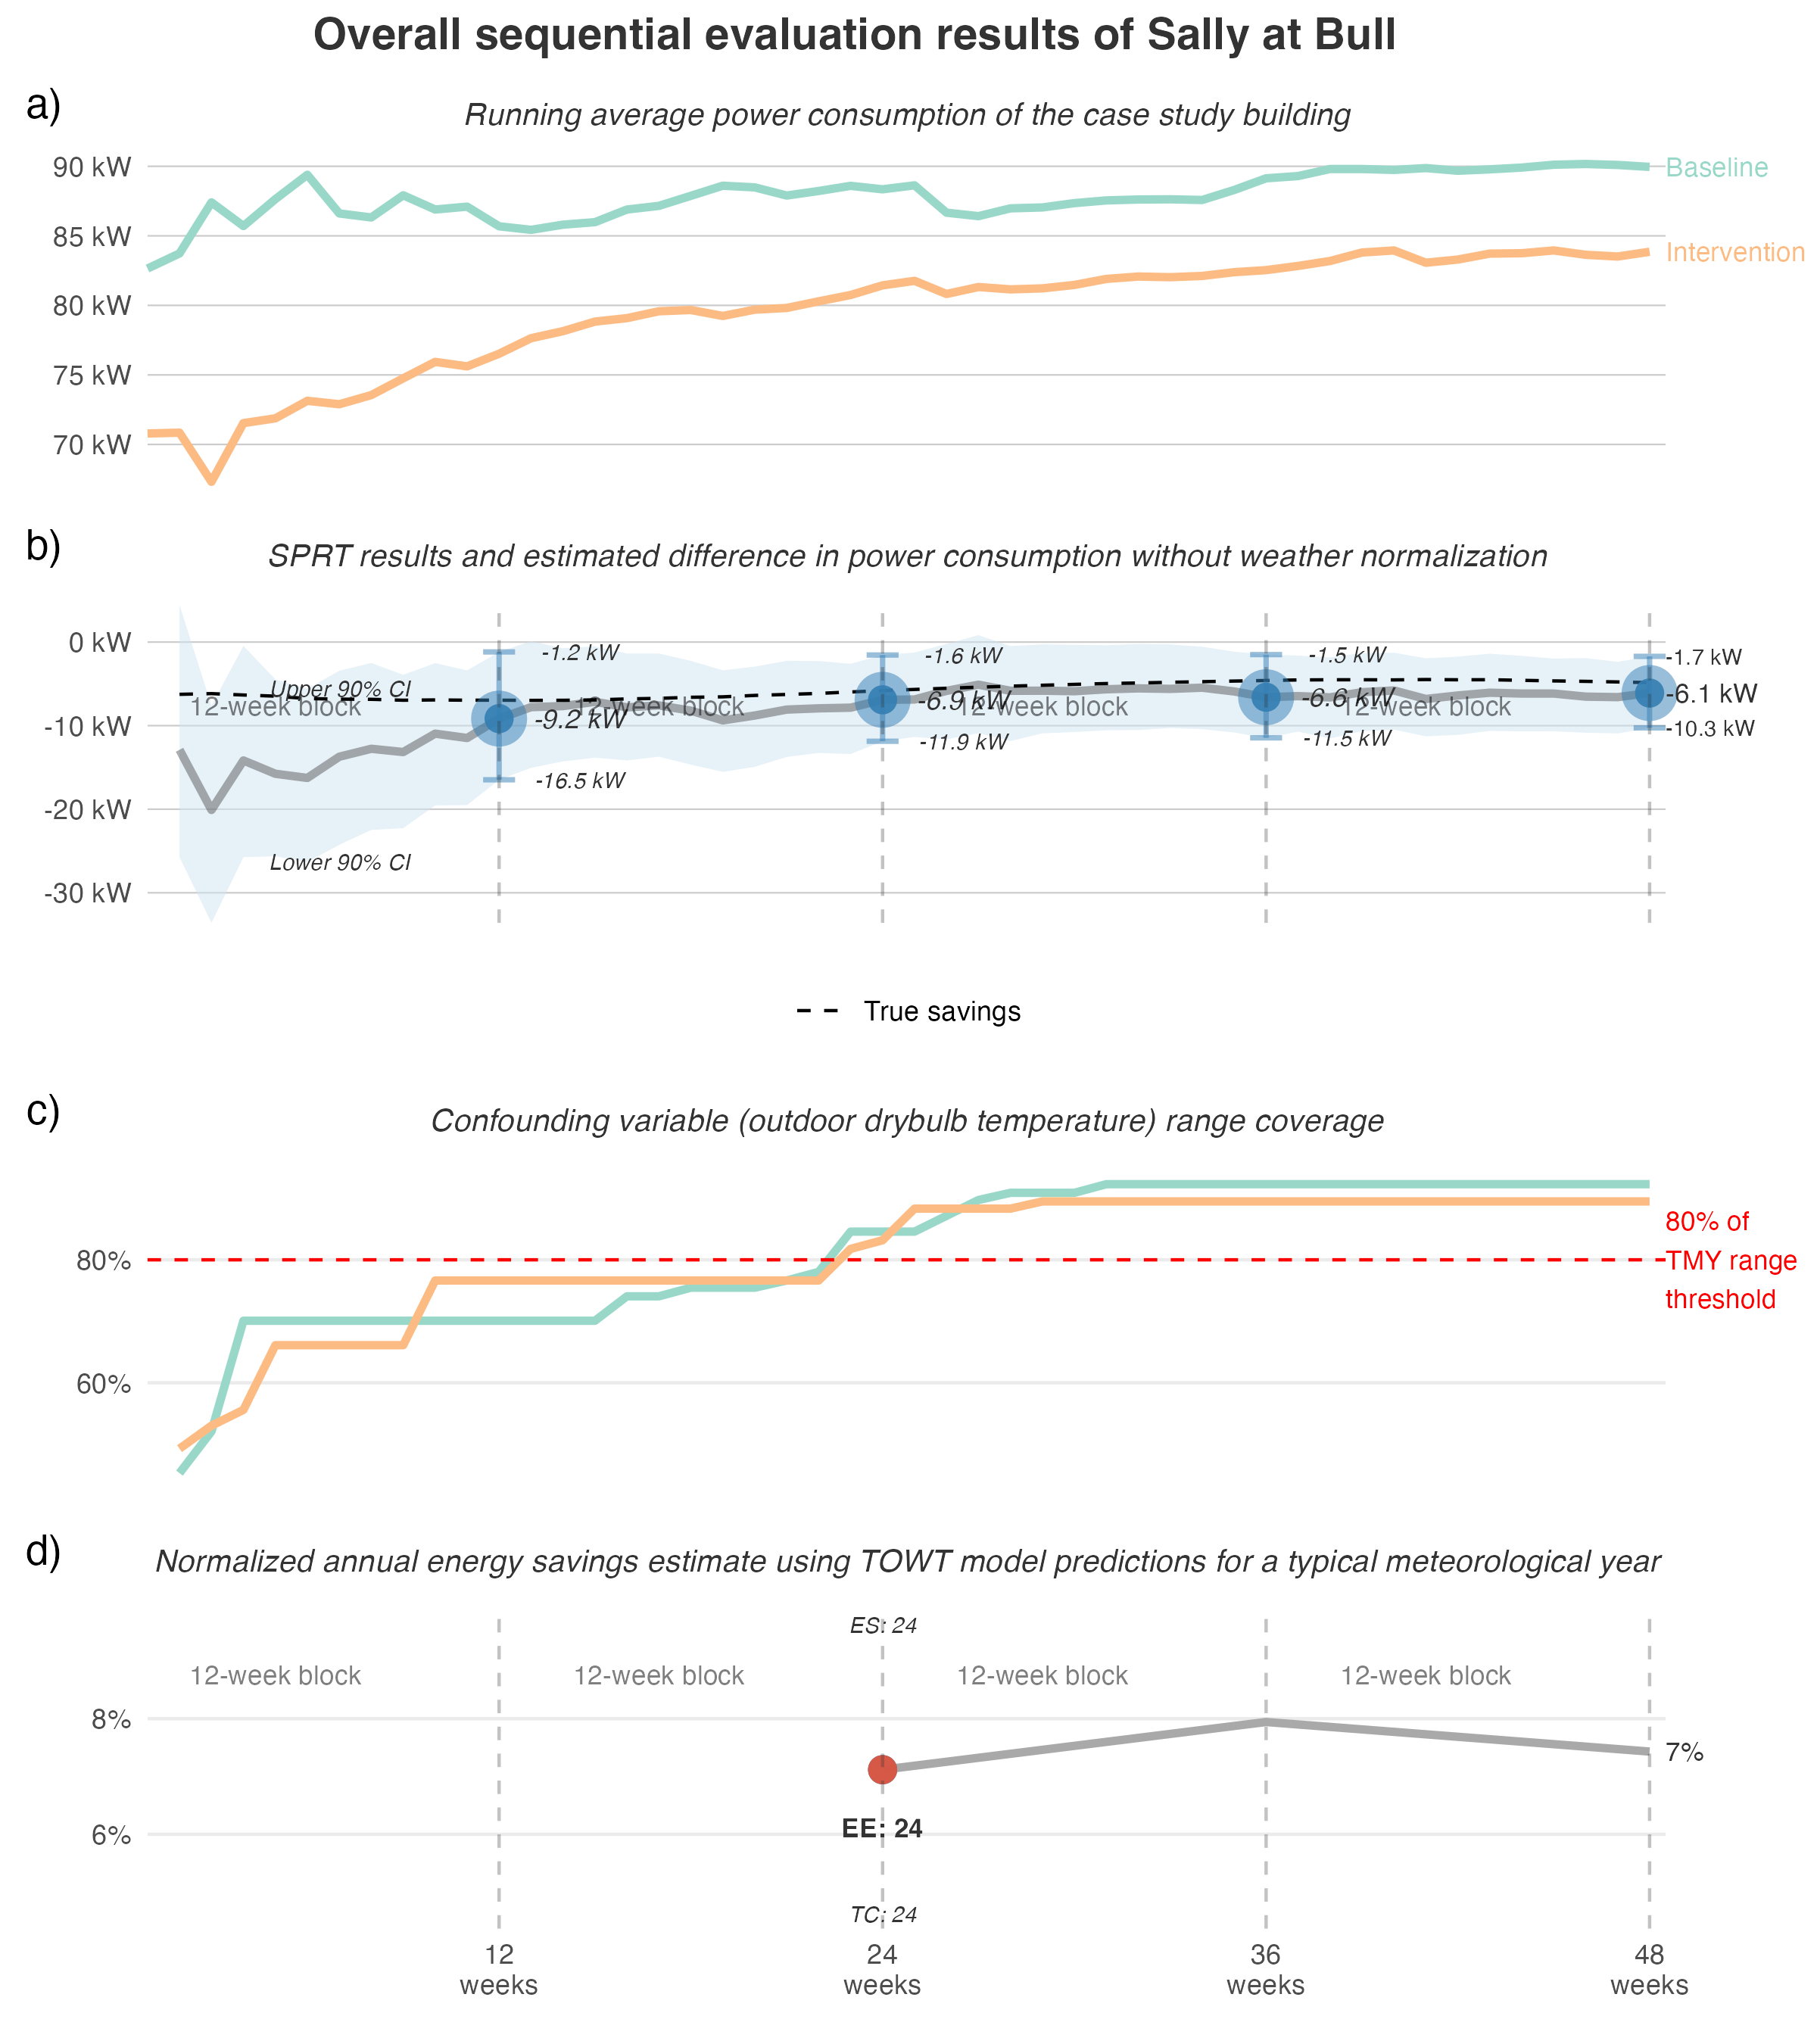 Overall sequential evaluation results of Sally at Bull
a)
Running average power consumption of the case study building
90 kW
85 kW
80 kW
75 kW
70 kW
Baseline
Intervention
b)
SPRT results and estimated difference in power consumption without weather normalization
0 kW
-10 kW
-20 kW
-30 kW
Upper 90% CI
12-week block
12-week block
12-week block
12-week block
Lower 90% CI
-1.2 kW
-9.2 kW
-16.5 kW
-1.6 kW
-6.9 kW
-11.9 kW
-1.5 kW
-6.6 kW
-11.5 kW
-1.7 kW
-6.1 kW
-10.3 kW
True savings
c)
Confounding variable (outdoor drybulb temperature) range coverage
80%
60%
80% of
TMY range
threshold
d)
Normalized annual energy savings estimate using TOWT model predictions for a typical meteorological year
ES: 24
12-week block
12-week block
12-week block
12-week block
8%
6%
7%
EE: 24
TC: 24
12
weeks
24
weeks
36
weeks
48
weeks